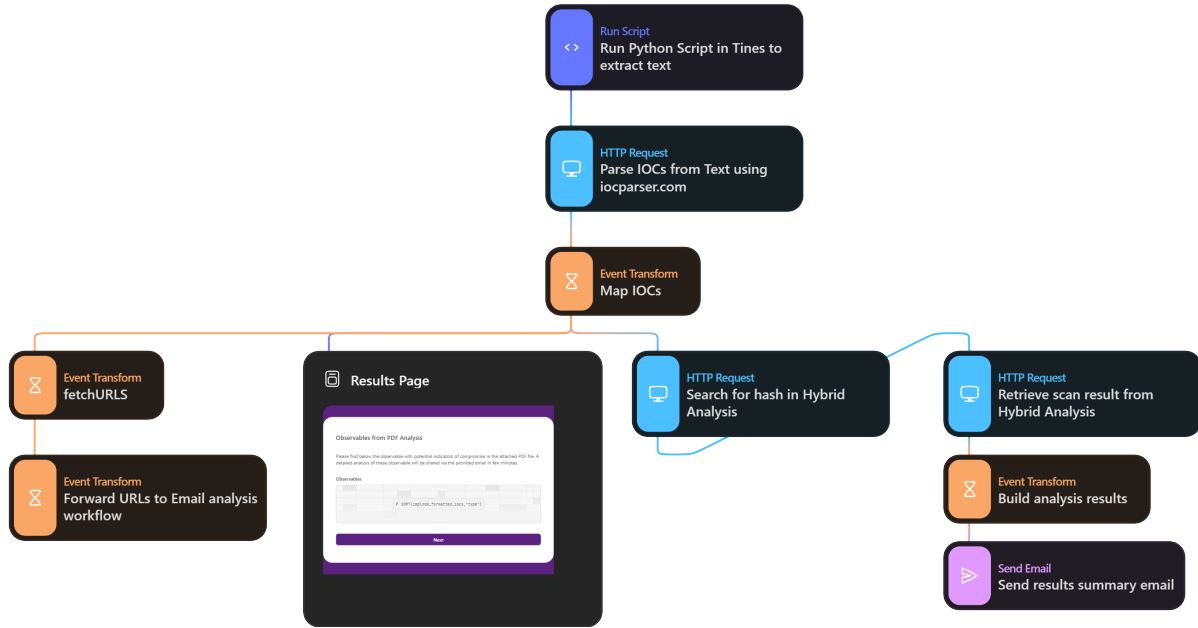 Run Script
Run Python Script in Tines to
extract text
HTTP Request
Parse IOCs from Text using
iocparser.com
Event Transform
Map IOCs
Event Transform
fetchURLS
Event Transform
Forward URLs to Email analysis
workflow
Results Page
Observables from PDF Analysis
Please find below the observable with potential indicators of compromise in the attached PDF file. A
detailed analysis of these observable will be shared via the provided email in few minutes.
Observables
Next
HTTP Request
Search for hash in Hybrid
Analysis
HTTP Request
Retrieve scan result from
Hybrid Analysis
Event Transform
Build analysis results
Send Email
Send results summary email